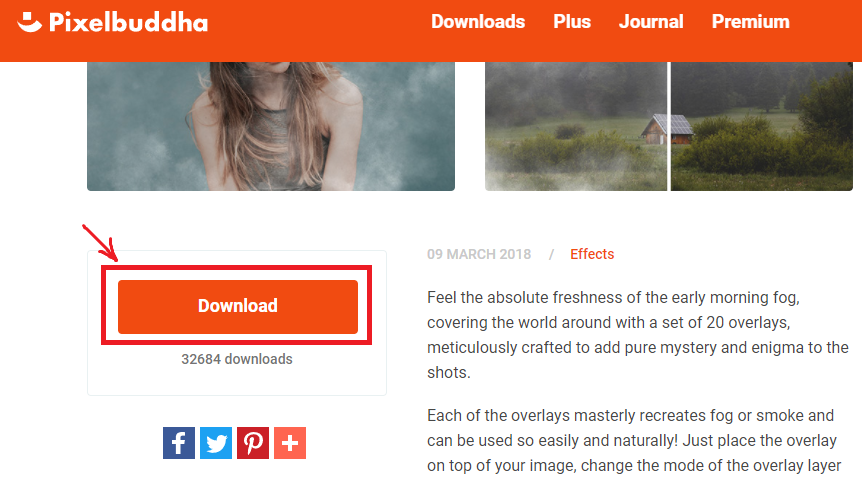 Pixelbuddha
Downloads Plus Journal Premium
Download
32684 downloads
09 MARCH 2018 / Effects
Feel the absolute freshness of the early morning fog,
covering the world around with a set of 20 overlays,
meticulously crafted to add pure mystery and enigma to the
shots.
Each of the overlays masterly recreates fog or smoke and
can be used so easily and naturally! Just place the overlay
on top of your image, change the mode of the overlay layer